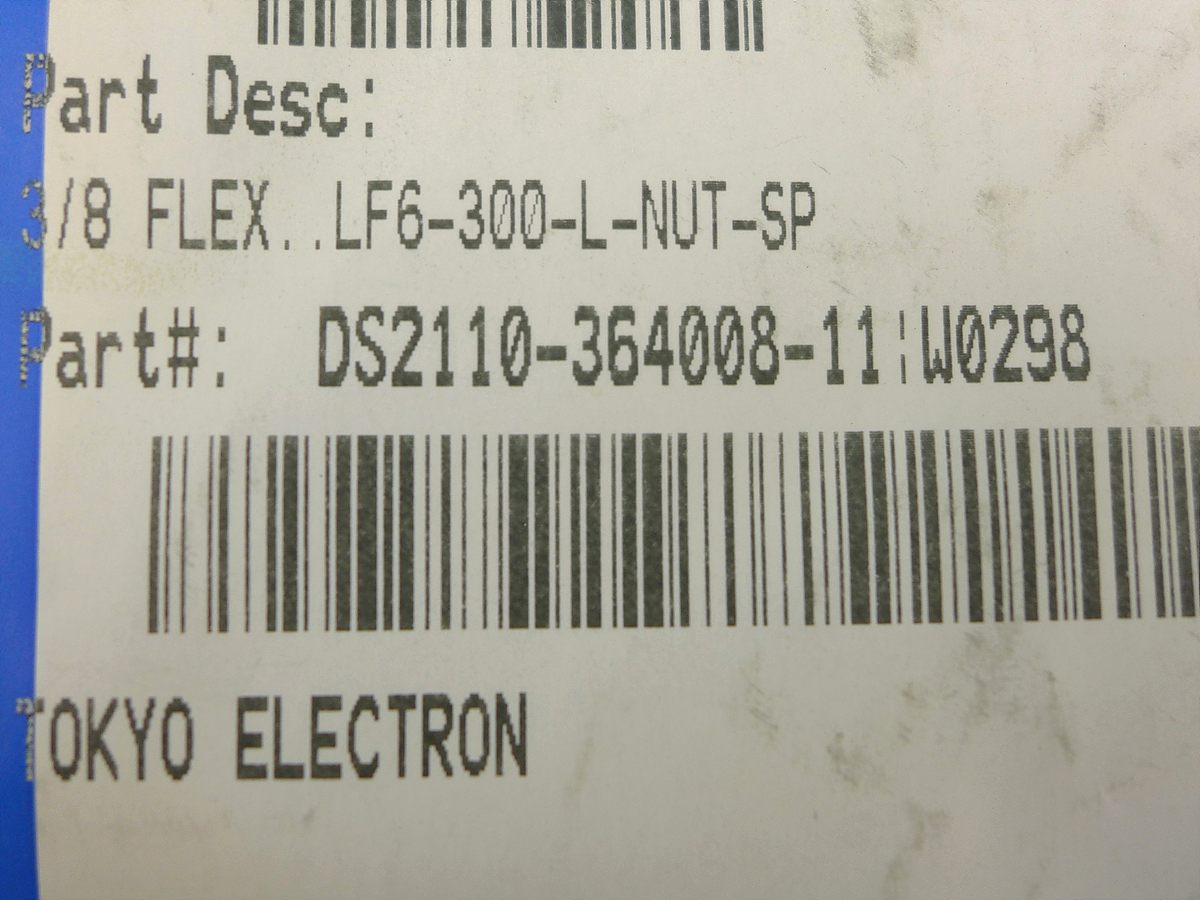 Part Desc:
3/8 FLEX..LF6-300-L-NUT-SP
Part#: DS2110-364008-11¦W0298
TOKYO ELECTRON